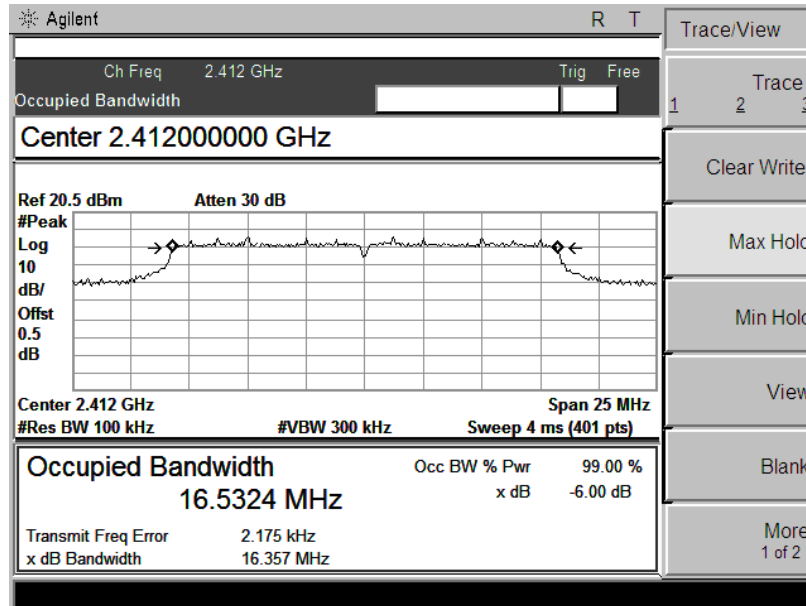 Agilent R T
Trace/View
Ch Freq 2.412 GHz Trig Free
Occupied Bandwidth
Trace
1 2 3
Center 2.412000000 GHz
Clear Write
Ref 20.5 dBm Atten 30 dB
#Peak
Log
10
dB/
Offst
0.5
dB
Max Hold
Min Hold
Center 2.412 GHz Span 25 MHz
#Res BW 100 kHz #VBW 300 kHz Sweep 4 ms (401 pts)
View
Occupied Bandwidth Occ BW % Pwr 99.00 %
16.5324 MHz x dB -6.00 dB
Blank
Transmit Freq Error 2.175 kHz
x dB Bandwidth 16.357 MHz
More
1 of 2